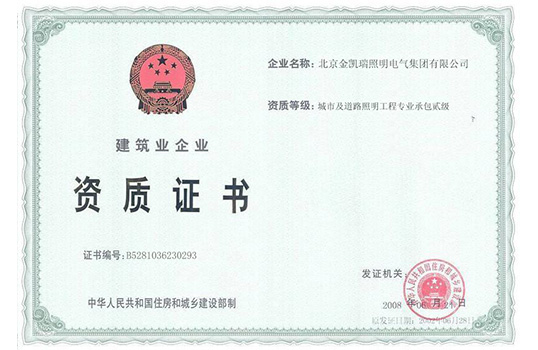 企业名称：北京金凯瑞照明电气集团有限公司
资质等级：城市及道路照明工程专业承包贰级
建筑业企业
资质证书
证书编号：B5281036230293
发证机关：
2008 年06月21日
中华人民共和国住房和城乡建设部制